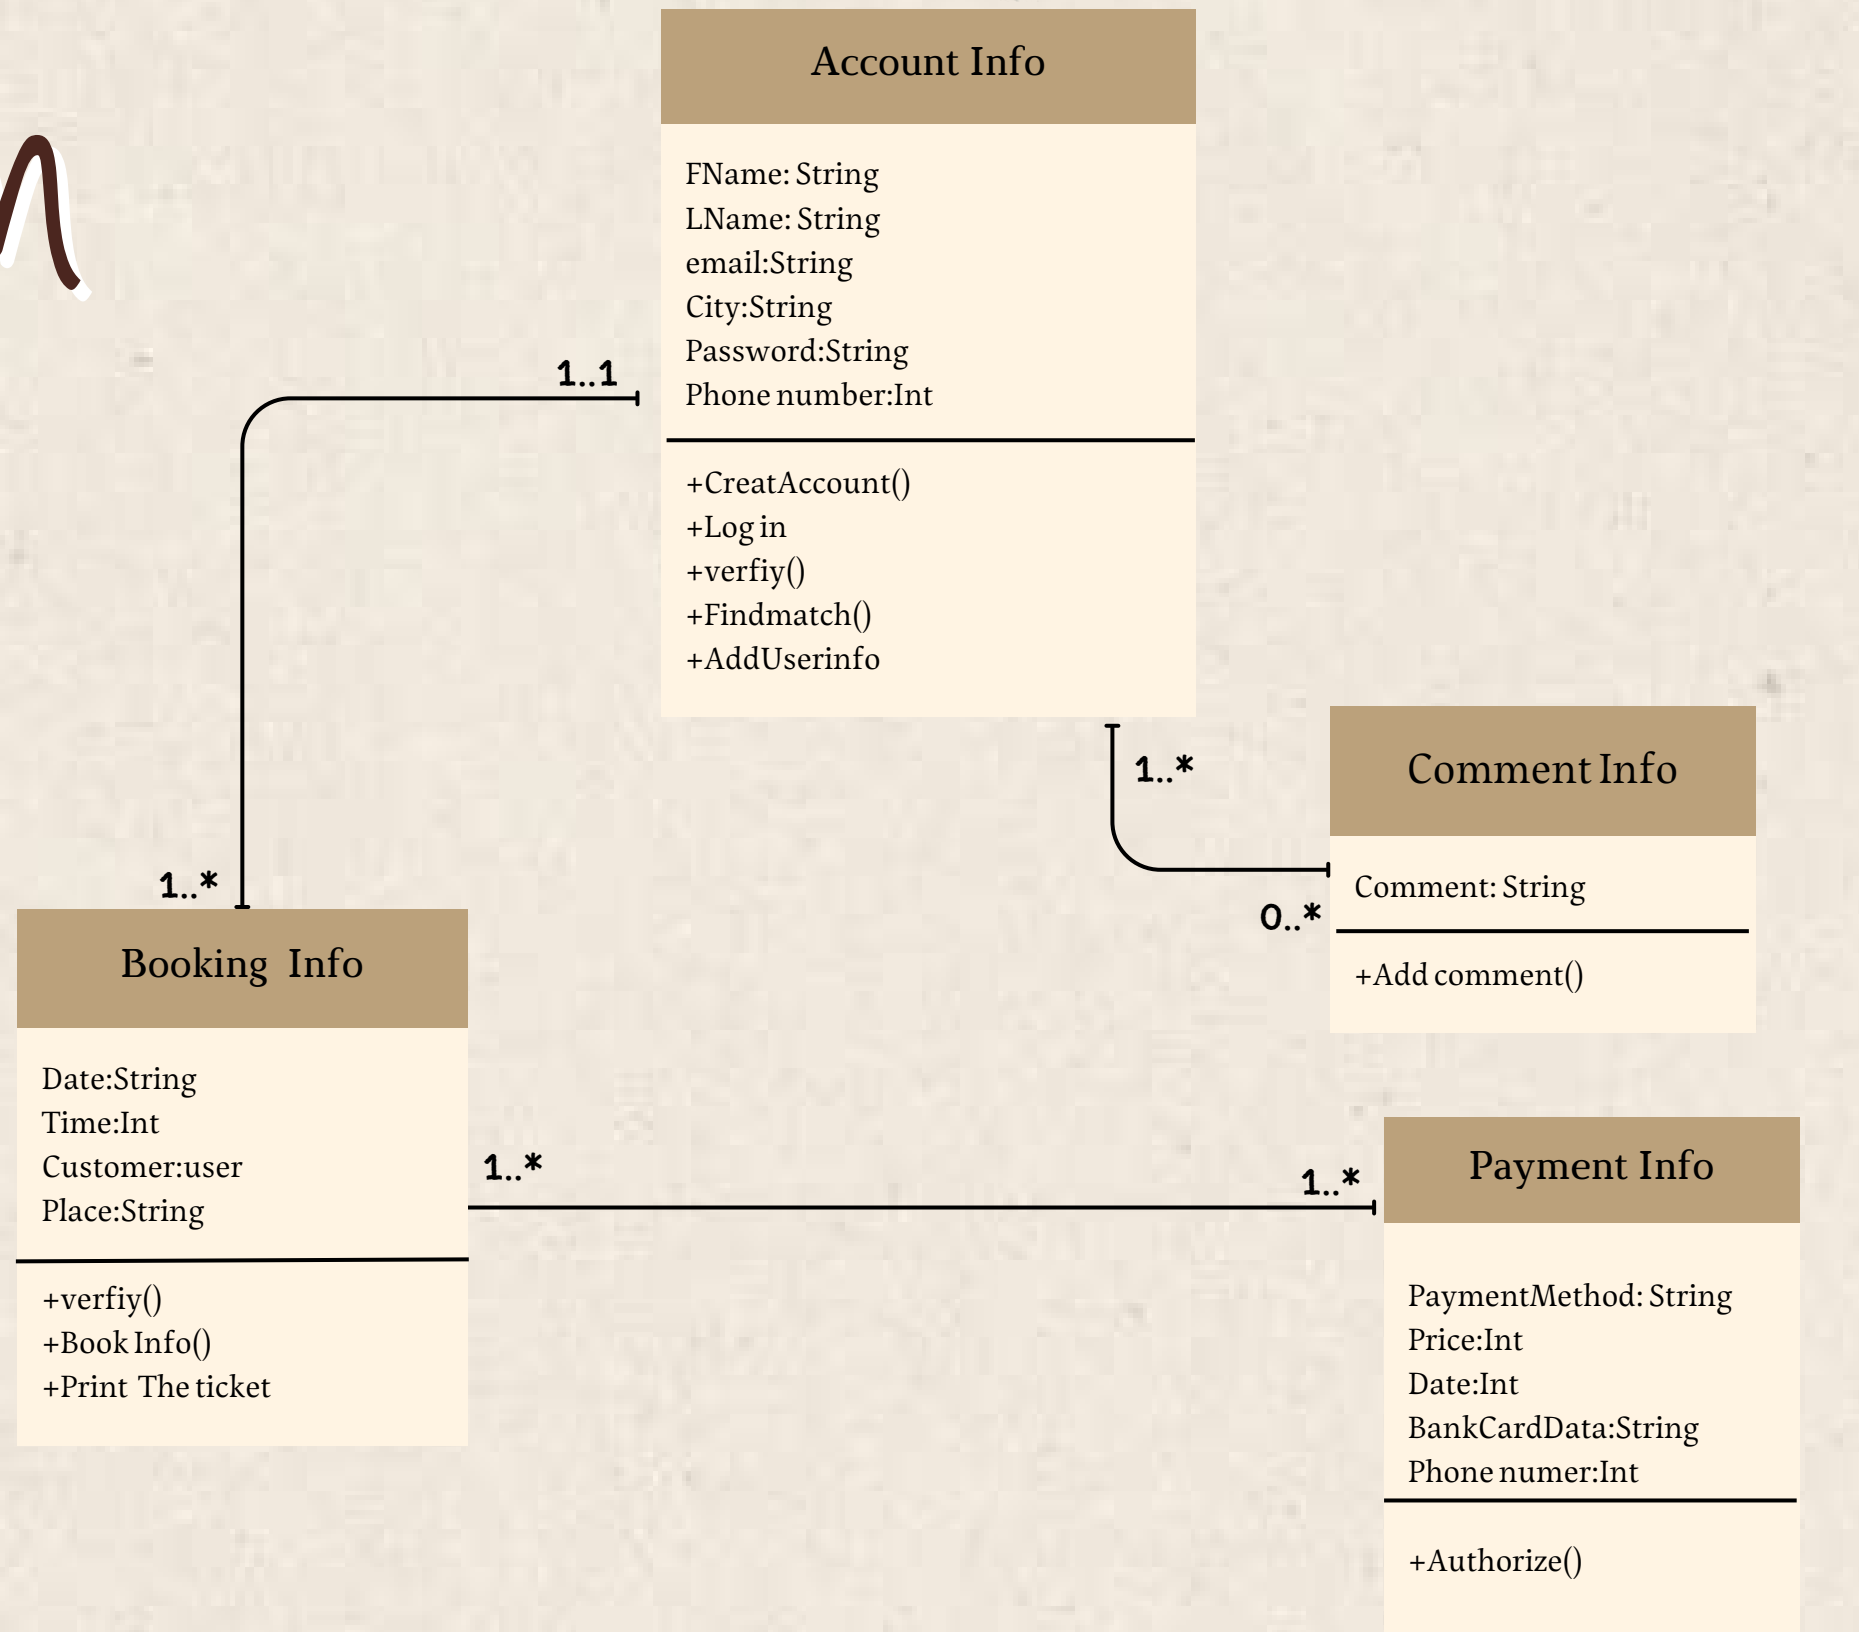 Account Info
FName: String
LName: String
email:String
City:String
Password:String
Phone number:Int
+CreatAccount()
+Log in
+verfiy()
+Findmatch()
+AddUserinfo
1..1
1..*
1..*
0..*
Comment Info
Comment: String
+Add comment()
Booking Info
Date:String
Time:Int
Customer:user
Place:String
+verfiy()
+Book Info()
+Print The ticket
1..*
1..*
Payment Info
PaymentMethod: String
Price:Int
Date:Int
BankCardData:String
Phone numer:Int
+Authorize()